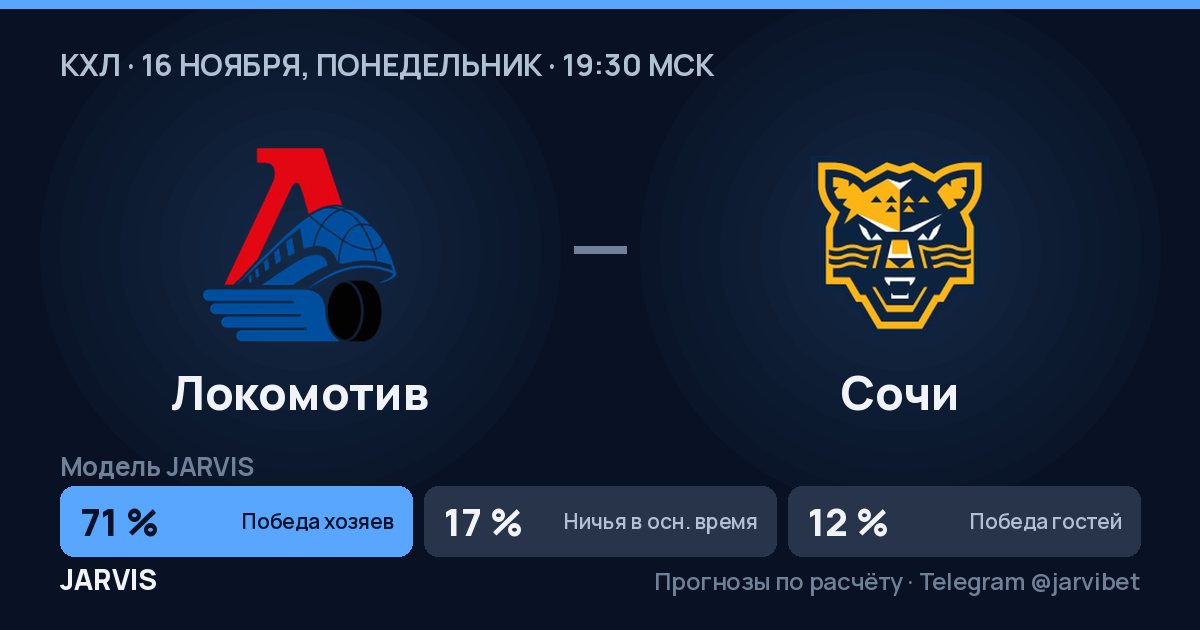 КХЛ · 16 НОЯБРЯ, ПОНЕДЕЛЬНИК · 19:30 МСК
Локомотив — Сочи
Модель JARVIS
71 % Победа хозяев 17 % Ничья в осн. время 12 % Победа гостей
JARVIS Прогнозы по расчёту · Telegram @jarvibet